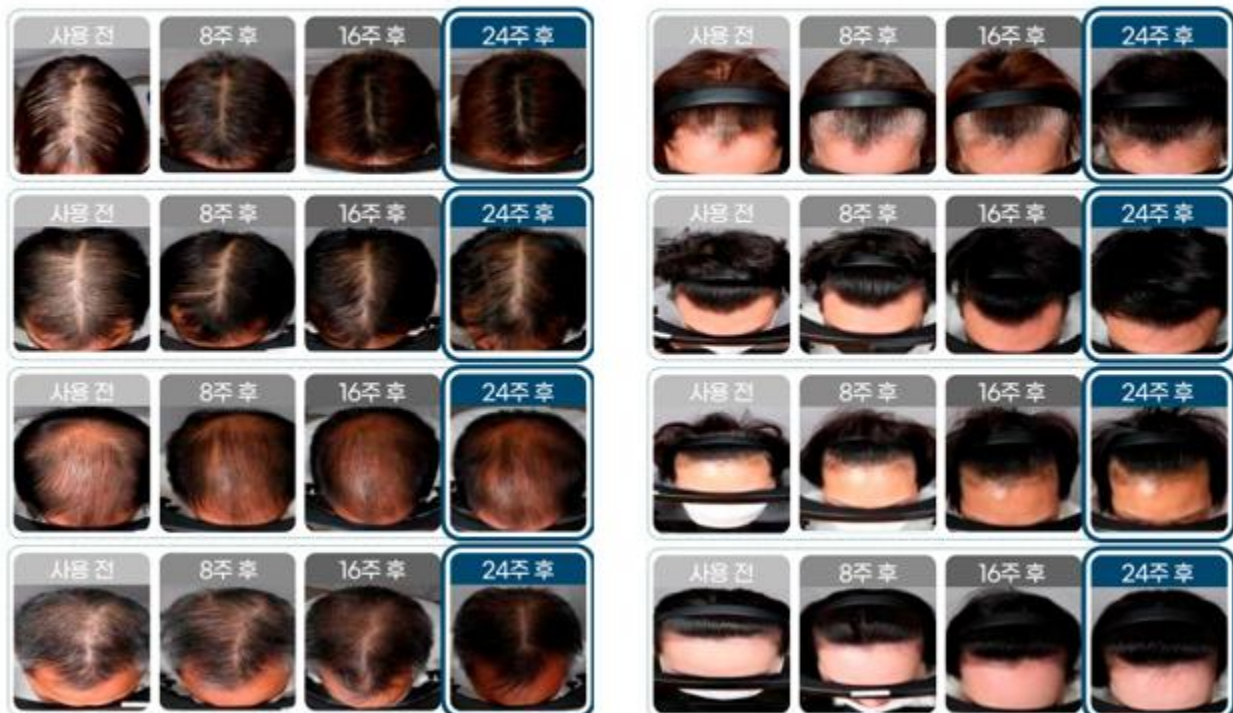 사용 전 8주 후 16주 후 24주 후
사용 전 8주 후 16주 후 24주 후
사용 전 8주 후 16주 후 24주 후
사용 전 8주 후 16주 후 24주 후
사용 전 8주 후 16주 후 24주 후
사용 전 8주 후 16주 후 24주 후
사용 전 8주 후 16주 후 24주 후
사용 전 8주 후 16주 후 24주 후